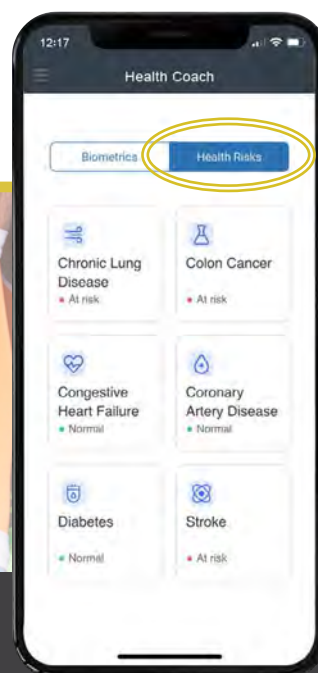 12:17
Health Coach
Biometrics
Health Risks
Chronic Lung
Disease
At risk
Colon Cancer
At risk
Congestive
Heart Failure
Normal
Coronary
Artery Disease
Normal
Diabetes
Normal
Stroke
At risk